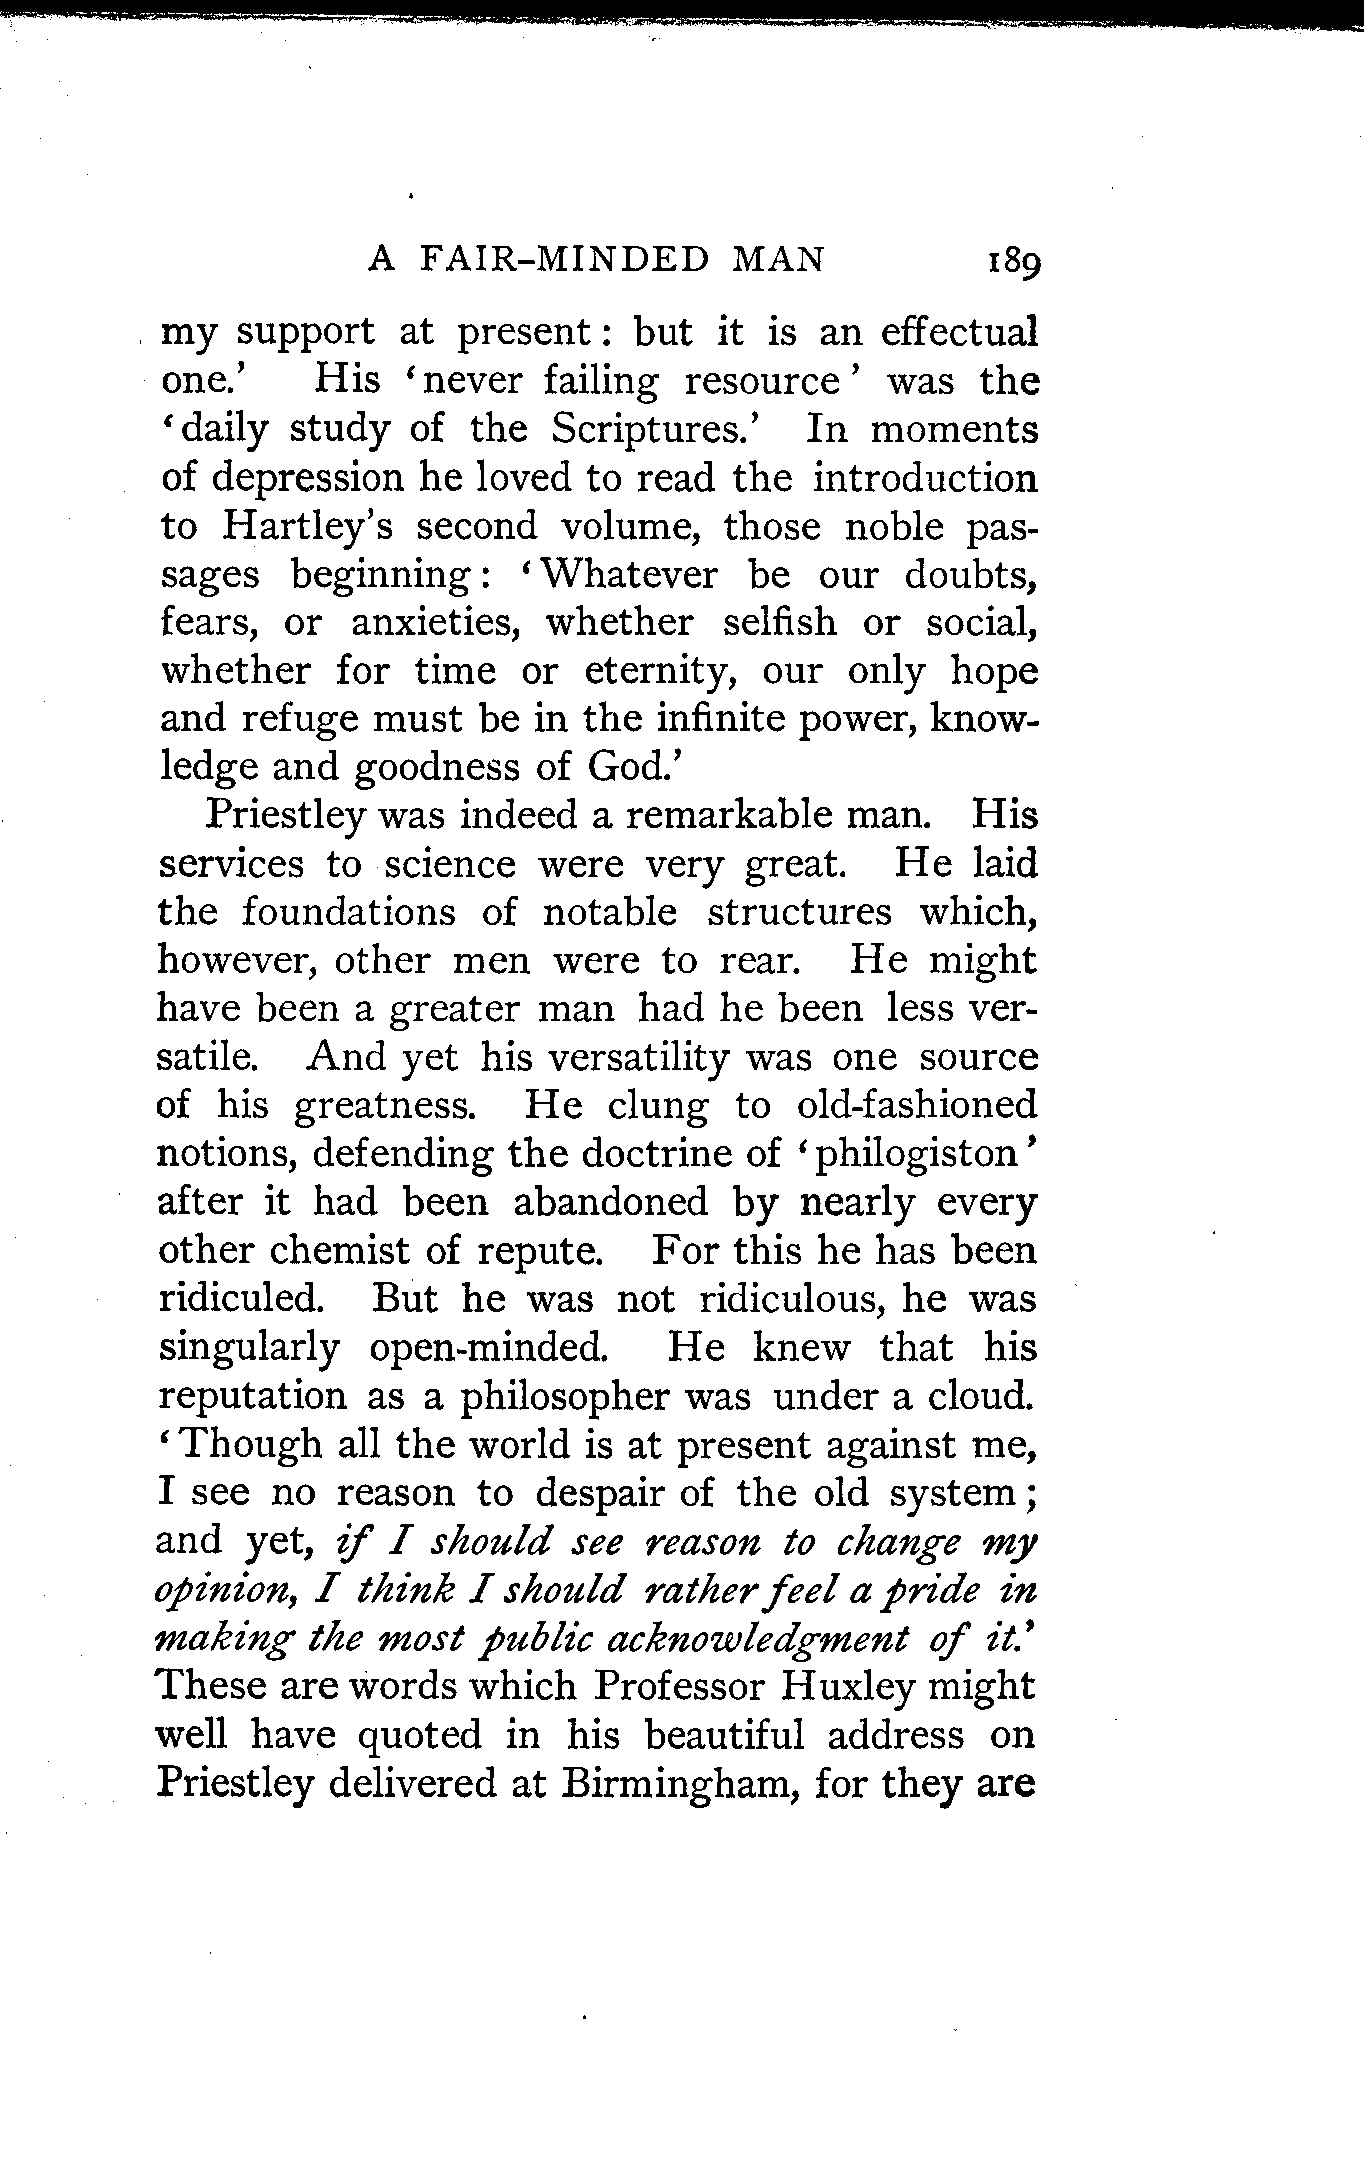 A FAIR-MINDED MAN 189
my support at present : but it is an effectual
one.' His ‘never failing resource’ was the
‘daily study of the Scriptures.’ In moments
of depression he loved to read the introduction
to Hartley's second volume, those noble pas-
sages beginning : ‘Whatever be our doubts,
fears, or anxieties, whether selfish or social,
whether for time or eternity, our only hope
and refuge must be in the infinite power, know-
ledge and goodness of God.’
Priestley was indeed a remarkable man. His
services to science were very great. He laid
the foundations of notable structures which,
however, other men were to rear. He might
have been a greater man had he been less ver-
satile. And yet his versatility was one source
of his greatness. He clung to old-fashioned
notions, defending the doctrine of ‘philogiston’
after it had been abandoned by nearly every
other chemist of repute. For this he has been
ridiculed. But he was not ridiculous, he was
singularly open-minded. He knew that his
reputation as a philosopher was under a cloud.
‘Though all the world is at present against me,
I see no reason to despair of the old system ;
and yet, if I should see reason to change my
opinion, I think I should rather feel a pride in
making the most public acknowledgment of it.’
These are words which Professor Huxley might
well have quoted in his beautiful address on
Priestley delivered at Birmingham, for they are